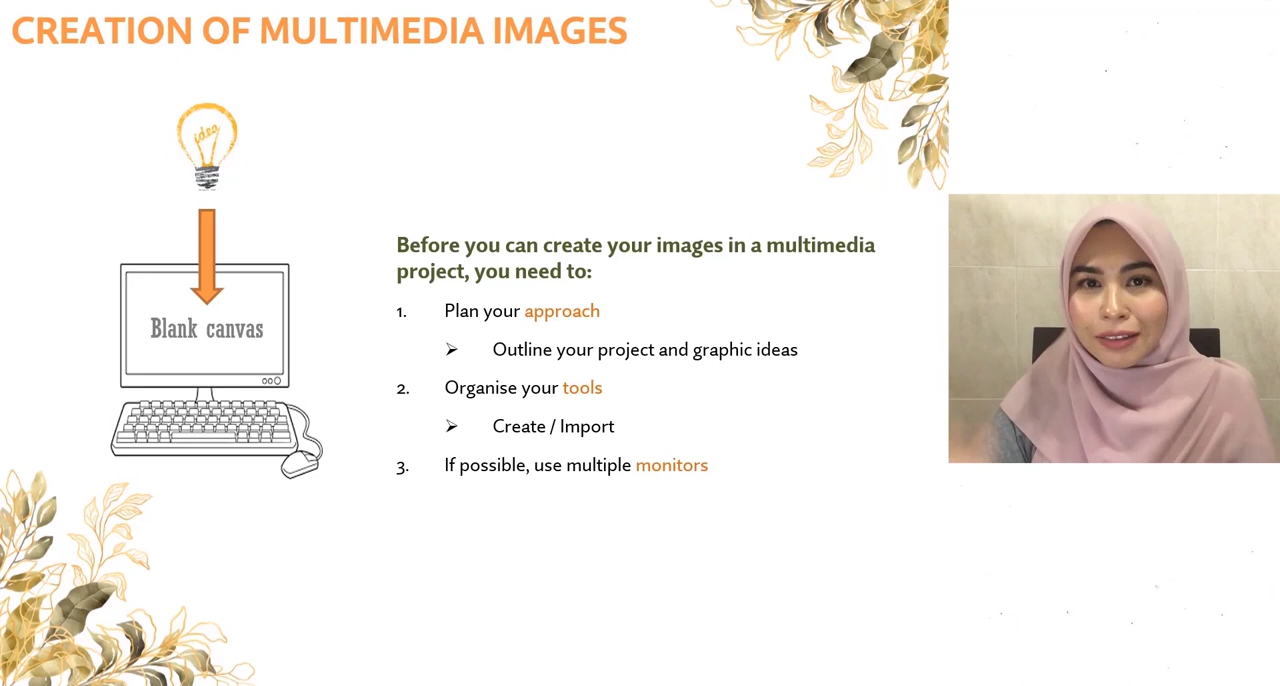 CREATION OF MULTIMEDIA IMAGES
idea
Blank canvas
Before you can create your images in a multimedia
project, you need to:
1. Plan your approach
➢ Outline your project and graphic ideas
2. Organise your tools
➢ Create / Import
3. If possible, use multiple monitors